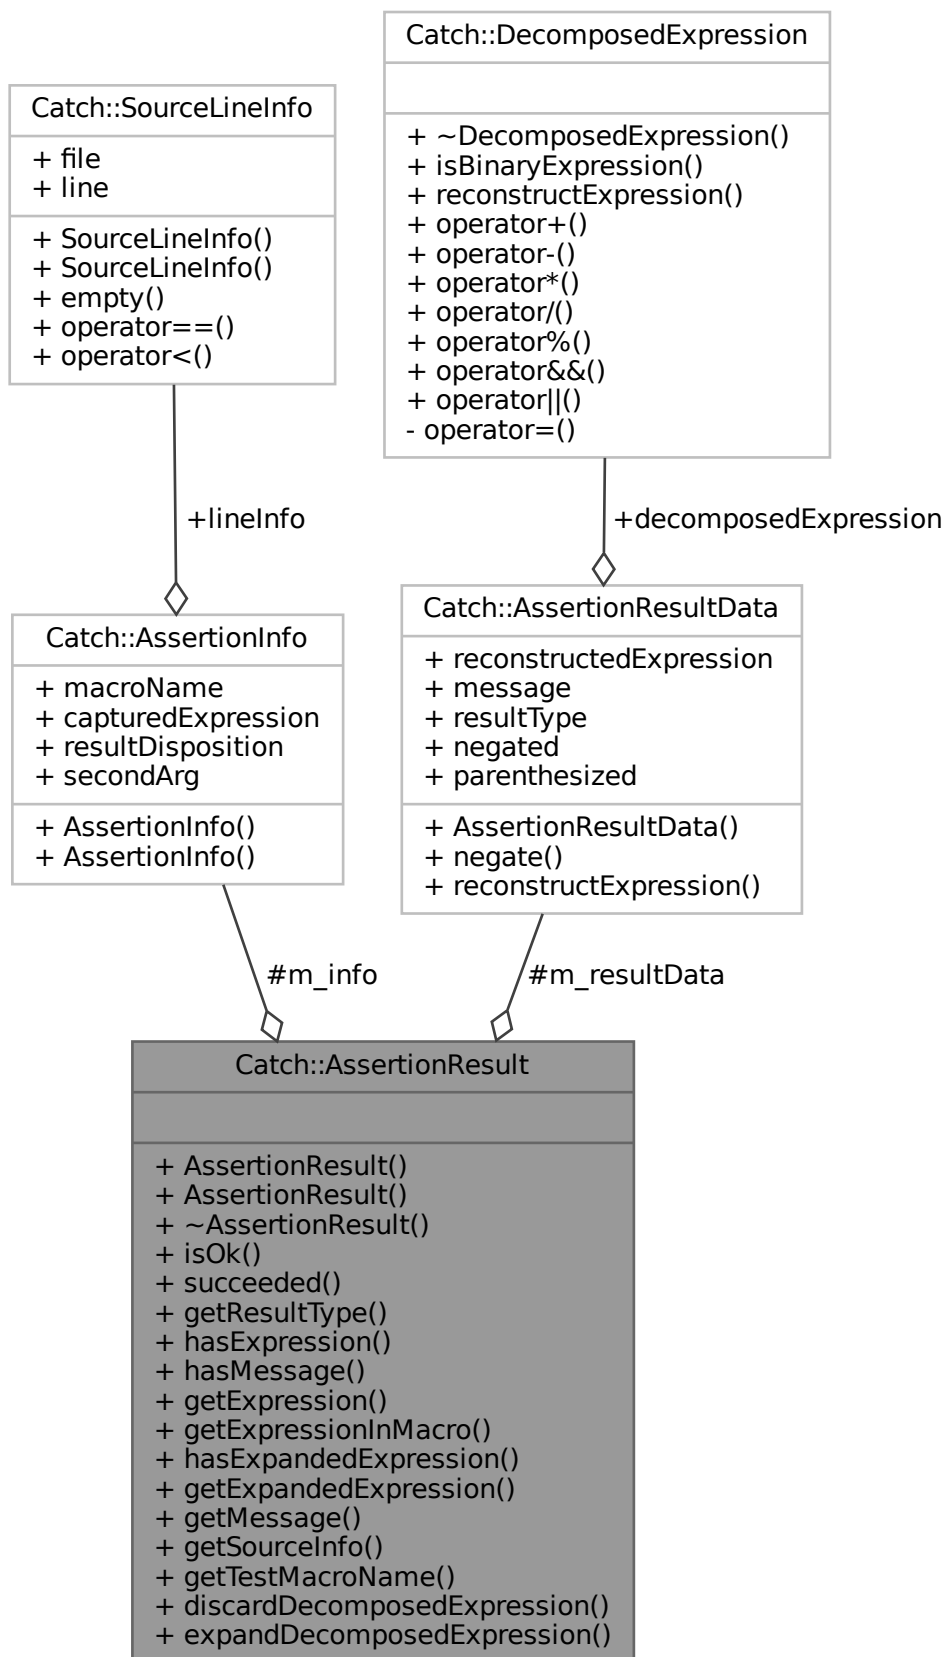 Catch::DecomposedExpression
+ ~DecomposedExpression()
+ isBinaryExpression()
+ reconstructExpression()
+ operator+()
+ operator-()
+ operator*()
+ operator/()
+ operator%()
+ operator&&()
+ operator||()
- operator=()
Catch::SourceLineInfo
+ file
+ line
+ SourceLineInfo()
+ SourceLineInfo()
+ empty()
+ operator==()
+ operator<()
+lineInfo
+decomposedExpression
Catch::AssertionInfo
+ macroName
+ capturedExpression
+ resultDisposition
+ secondArg
+ AssertionInfo()
+ AssertionInfo()
Catch::AssertionResultData
+ reconstructedExpression
+ message
+ resultType
+ negated
+ parenthesized
+ AssertionResultData()
+ negate()
+ reconstructExpression()
#m_info
#m_resultData
Catch::AssertionResult
+ AssertionResult()
+ AssertionResult()
+ ~AssertionResult()
+ isOk()
+ succeeded()
+ getResultType()
+ hasExpression()
+ hasMessage()
+ getExpression()
+ getExpressionInMacro()
+ hasExpandedExpression()
+ getExpandedExpression()
+ getMessage()
+ getSourceInfo()
+ getTestMacroName()
+ discardDecomposedExpression()
+ expandDecomposedExpression()